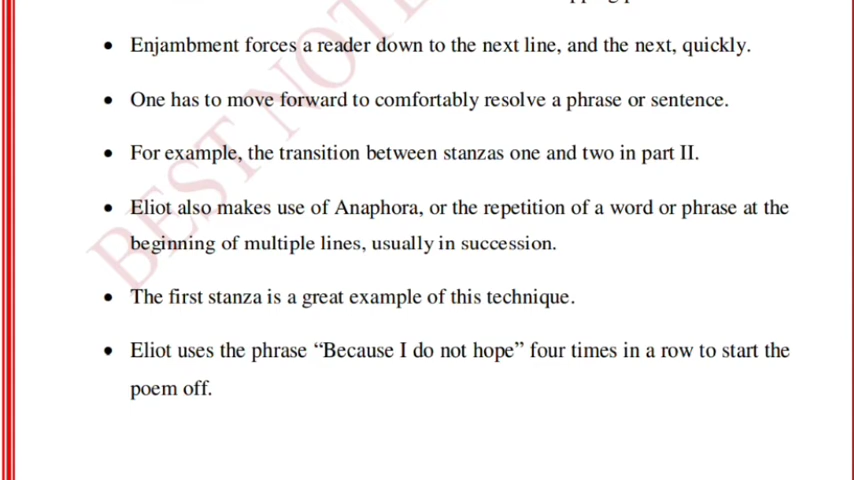 • Enjambment forces a reader down to the next line, and the next, quickly.
• One has to move forward to comfortably resolve a phrase or sentence.
• For example, the transition between stanzas one and two in part II.
• Eliot also makes use of Anaphora, or the repetition of a word or phrase at the
beginning of multiple lines, usually in succession.
• The first stanza is a great example of this technique.
• Eliot uses the phrase “Because I do not hope” four times in a row to start the
poem off.
BEST